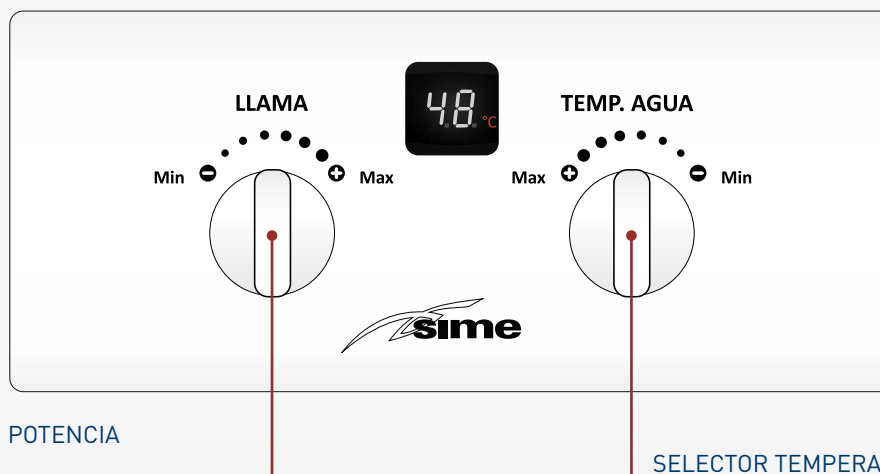 LLAMA
48 °C
TEMP. AGUA
Min
Max
Max
Min
sime
POTENCIA
SELECTOR TEMPERA